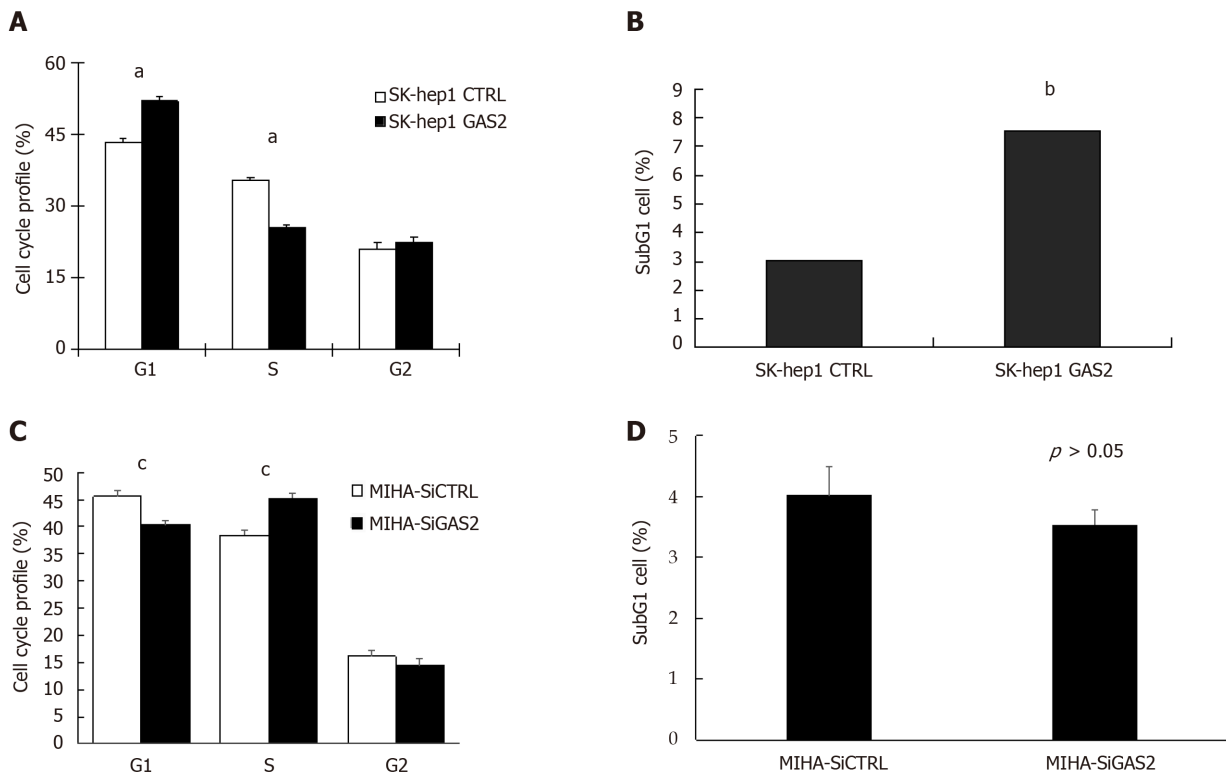 A
60
45
30
15
0
Cell cycle profile (%)
a
a
SK-hep1 CTRL
SK-hep1 GAS2
G1 S G2
B
9
8
7
6
5
4
3
2
1
0
SubG1 cell (%)
b
SK-hep1 CTRL SK-hep1 GAS2
C
50
45
40
35
30
25
20
15
10
5
0
Cell cycle profile (%)
c
c
MIHA-SiCTRL
MIHA-SiGAS2
G1 S G2
D
5
4
3
2
1
0
SubG1 cell (%)
p > 0.05
MIHA-SiCTRL MIHA-SiGAS2